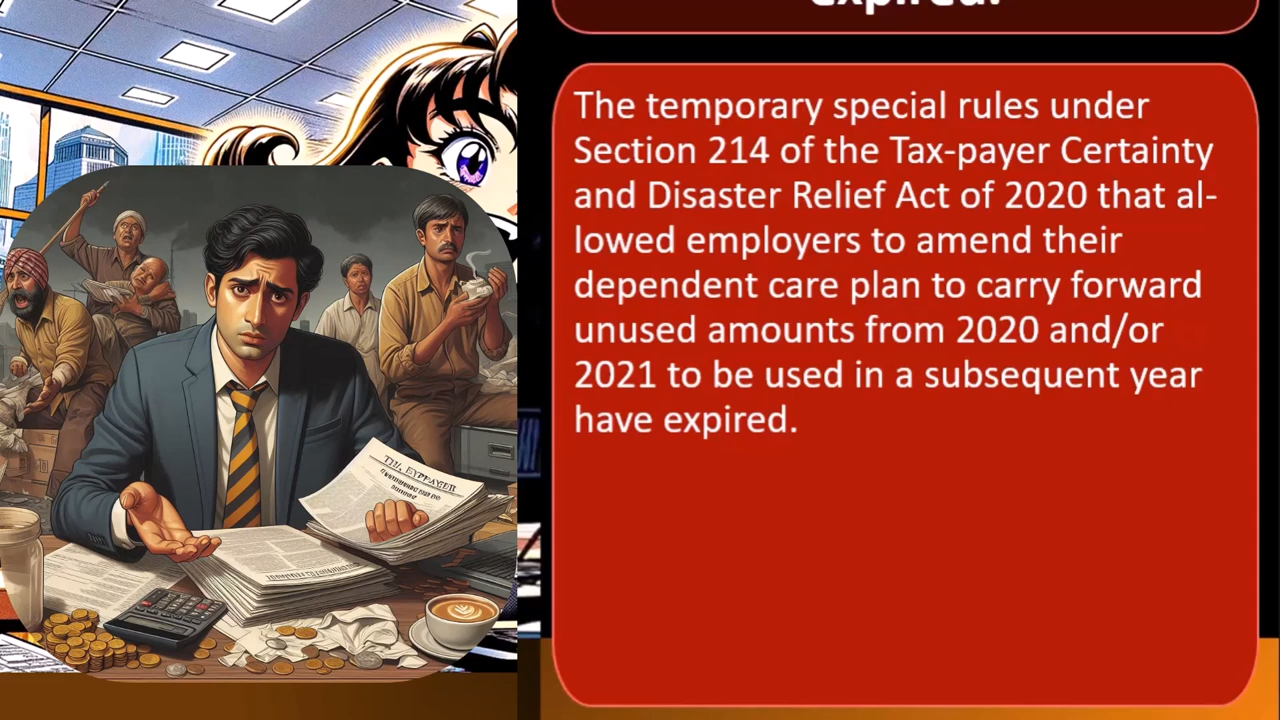 expired.
The temporary special rules under
Section 214 of the Tax-payer Certainty
and Disaster Relief Act of 2020 that al-
lowed employers to amend their
dependent care plan to carry forward
unused amounts from 2020 and/or
2021 to be used in a subsequent year
have expired.